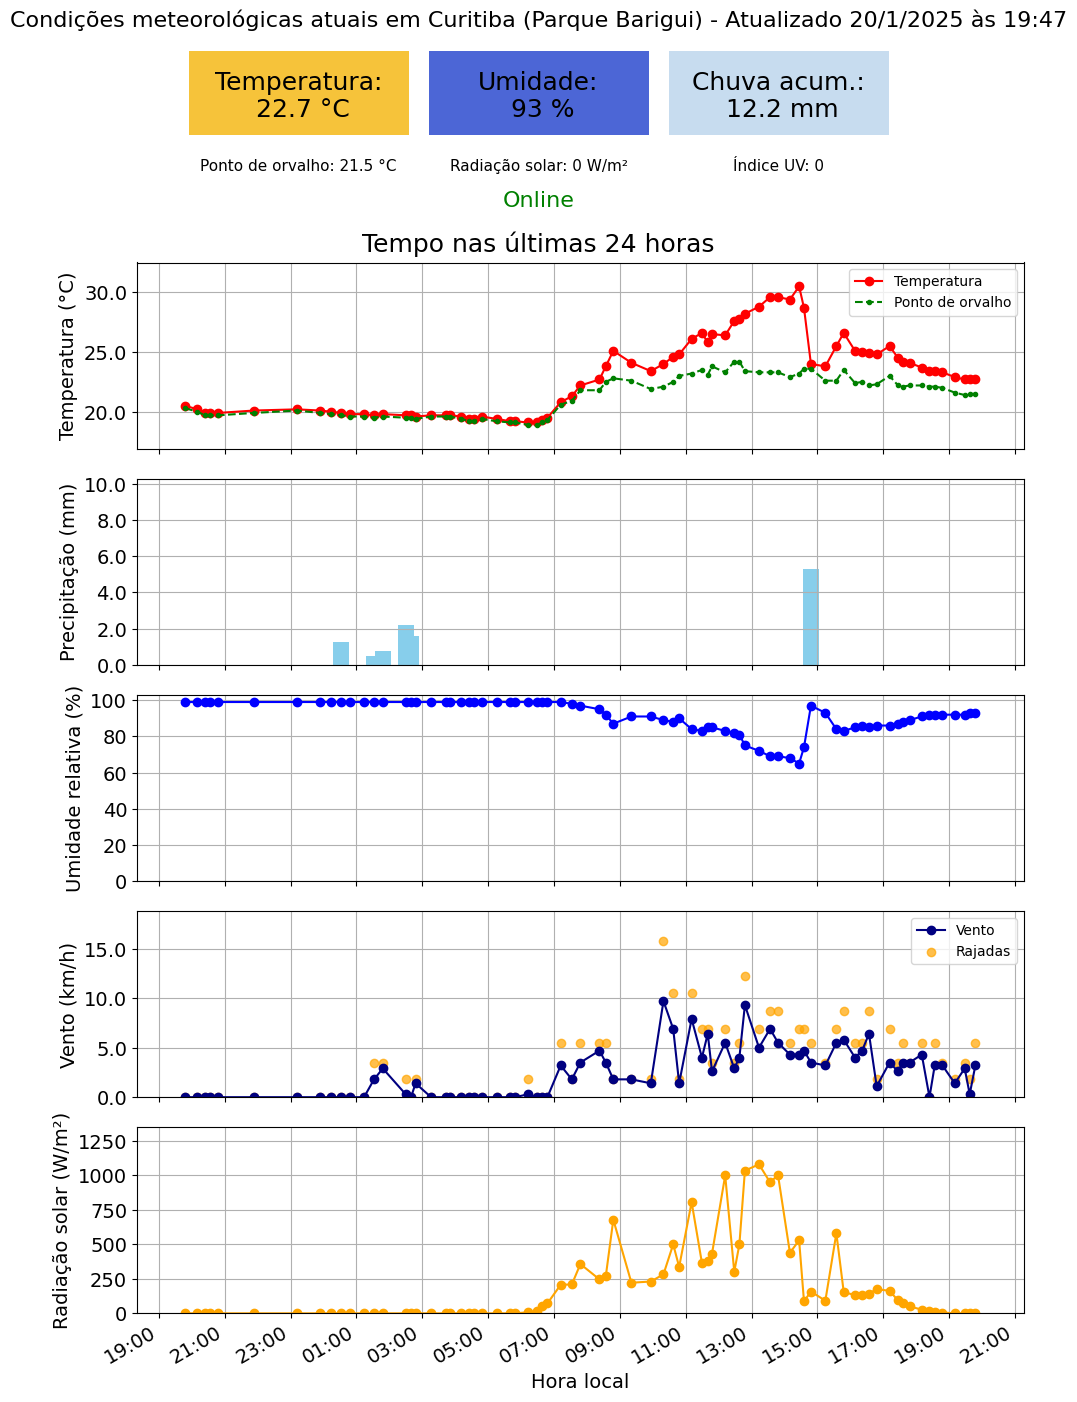 Condições meteorológicas atuais em Curitiba (Parque Barigui) - Atualizado 20/1/2025 às 19:47
Temperatura:
22.7 °C
Umidade:
93 %
Chuva acum.:
12.2 mm
Ponto de orvalho: 21.5 °C
Radiação solar: 0 W/m²
Índice UV: 0
Online
Tempo nas últimas 24 horas
Temperatura (°C)
30.0
25.0
20.0
Temperatura
Ponto de orvalho
Precipitação (mm)
10.0
8.0
6.0
4.0
2.0
0.0
Umidade relativa (%)
100
80
60
40
20
0
Vento (km/h)
15.0
10.0
5.0
0.0
Vento
Rajadas
Radiação solar (W/m²)
1250
1000
750
500
250
0
19:00
21:00
23:00
01:00
03:00
05:00
07:00
09:00
11:00
13:00
15:00
17:00
19:00
21:00
Hora local